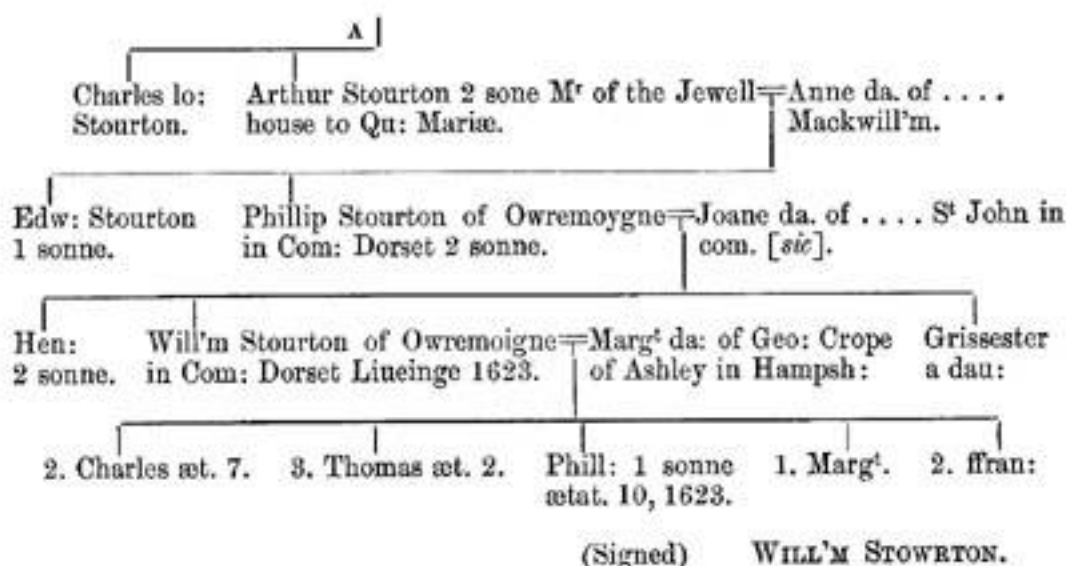 A
Charles lo:
Stourton.
Arthur Stourton 2 sone Mʳ of the Jewell
house to Qu: Mariæ.
Anne da. of . . . .
Mackwill'm.
Edw: Stourton
1 sonne.
Phillip Stourton of Owremoygne
in Com: Dorset 2 sonne.
Joane da. of . . . . Sᵗ John in
com. [sic].
Hen:
2 sonne.
Will'm Stourton of Owremoigne
in Com: Dorset Liueinge 1623.
Margᵗ da: of Geo: Crope
of Ashley in Hampsh:
Grissester
a dau:
2. Charles æt. 7.
3. Thomas æt. 2.
Phill: 1 sonne
ætat. 10, 1623.
1. Margᵗ.
2. ffran:
(Signed) WILL'M STOWRTON.